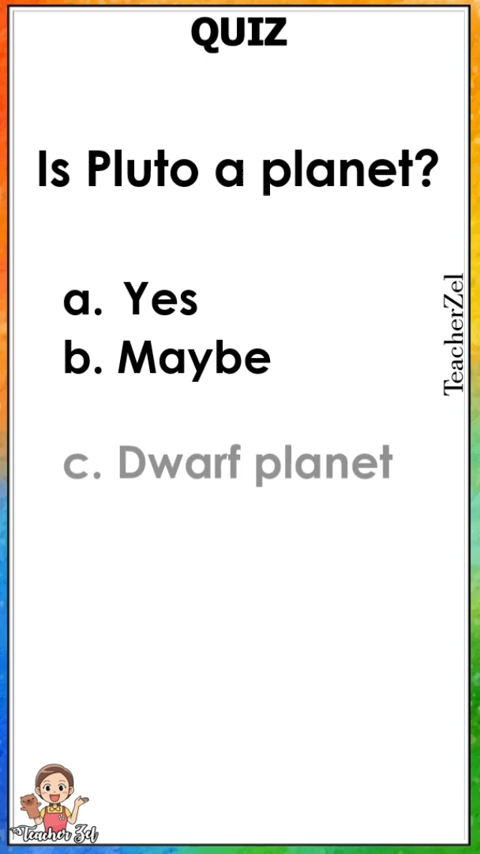 QUIZ
Is Pluto a planet?
a. Yes
b. Maybe
c. Dwarf planet
TeacherZel
Teacher Zel